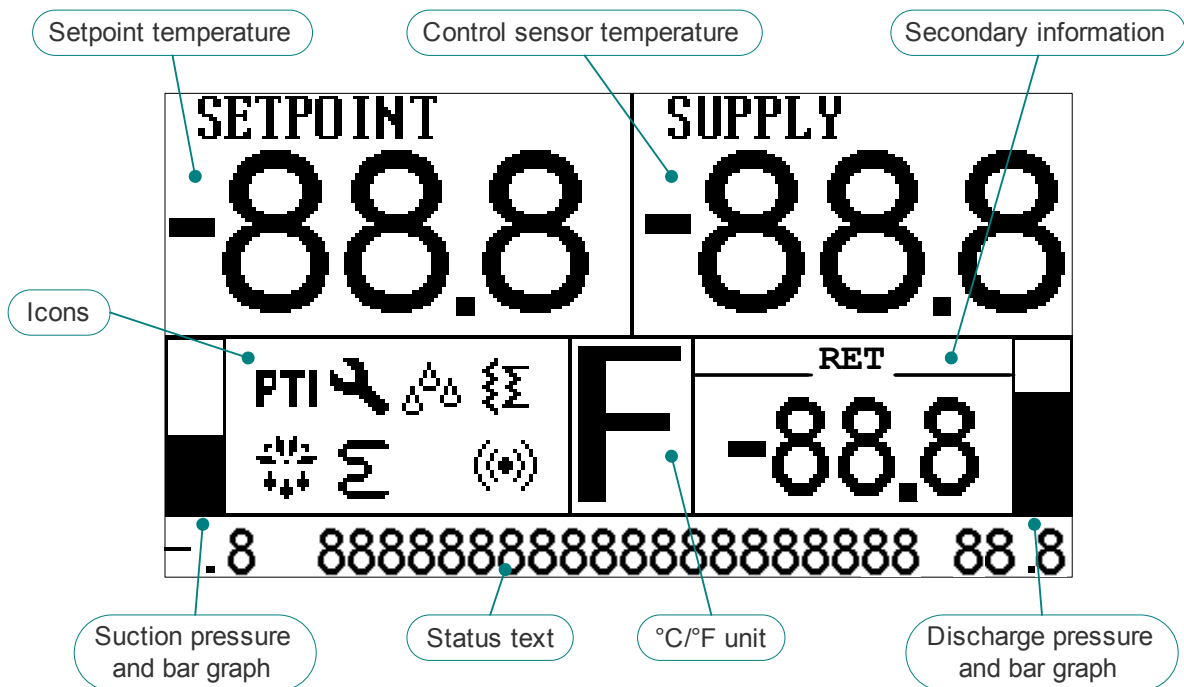 Setpoint temperature
Control sensor temperature
Secondary information
SETPOINT
SUPPLY
-88.8
-88.8
Icons
PTI
F
RET
-88.8
-.8 88888888888888888888 88.8
Suction pressure
and bar graph
Status text
°C/°F unit
Discharge pressure
and bar graph